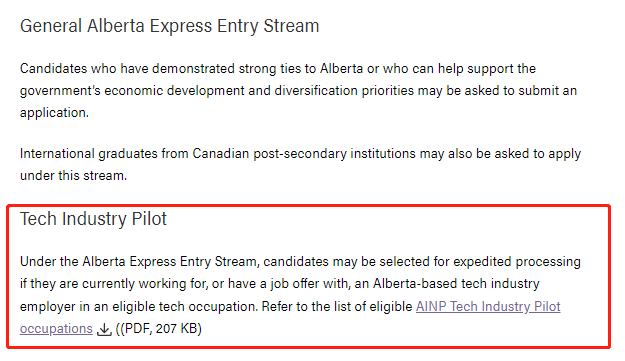 General Alberta Express Entry Stream
Candidates who have demonstrated strong ties to Alberta or who can help support the
government's economic development and diversification priorities may be asked to submit an
application.
International graduates from Canadian post-secondary institutions may also be asked to apply
under this stream.
Tech Industry Pilot
Under the Alberta Express Entry Stream, candidates may be selected for expedited processing
if they are currently working for, or have a job offer with, an Alberta-based tech industry
employer in an eligible tech occupation. Refer to the list of eligible AINP Tech Industry Pilot
occupations ((PDF, 207 KB)